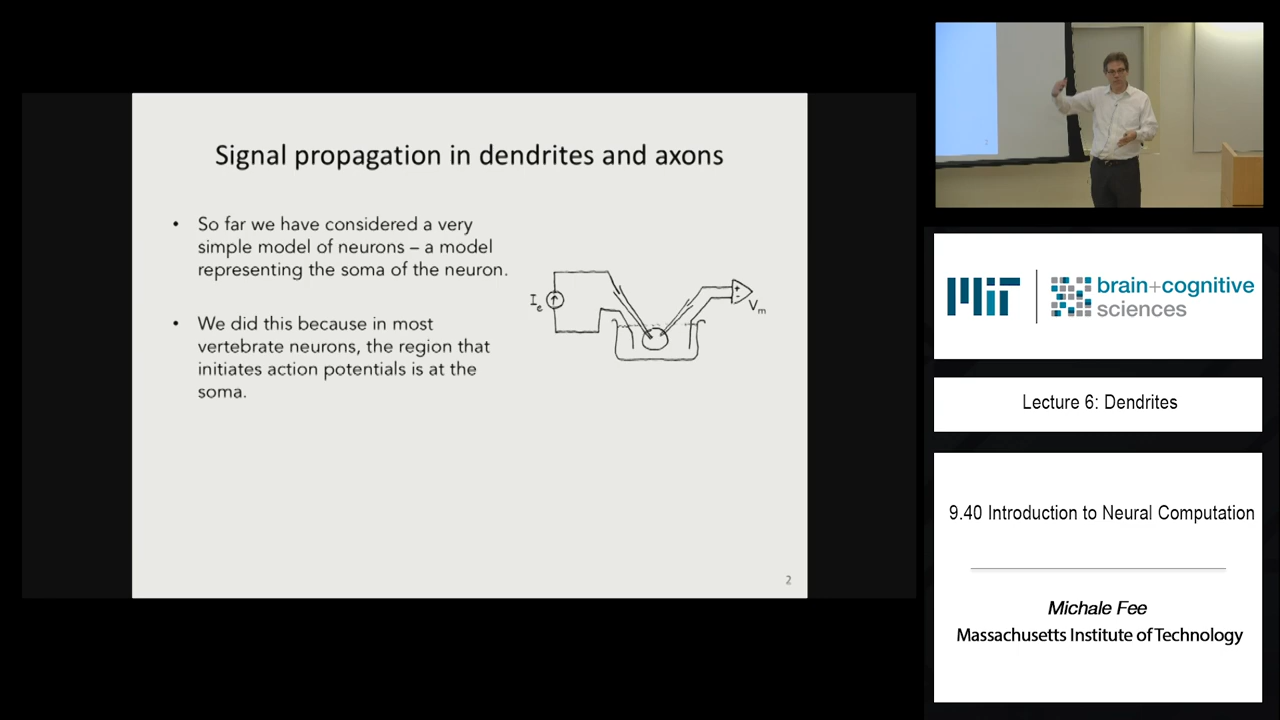 Signal propagation in dendrites and axons
• So far we have considered a very
simple model of neurons – a model
representing the soma of the neuron.
• We did this because in most
vertebrate neurons, the region that
initiates action potentials is at the
soma.
Ie
Vm
2
MIT
brain+cognitive
sciences
Lecture 6: Dendrites
9.40 Introduction to Neural Computation
Michale Fee
Massachusetts Institute of Technology